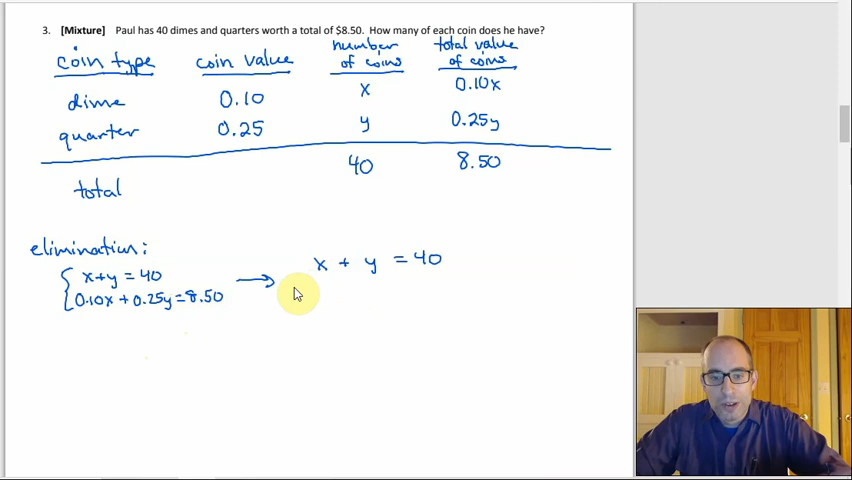 3. [Mixture] Paul has 40 dimes and quarters worth a total of $8.50. How many of each coin does he have?
coin type coin value number of coins total value of coins
dime 0.10 x 0.10x
quarter 0.25 y 0.25y
total 40 8.50
elimination:
x+y = 40 → x + y = 40
0.10x + 0.25y = 8.50